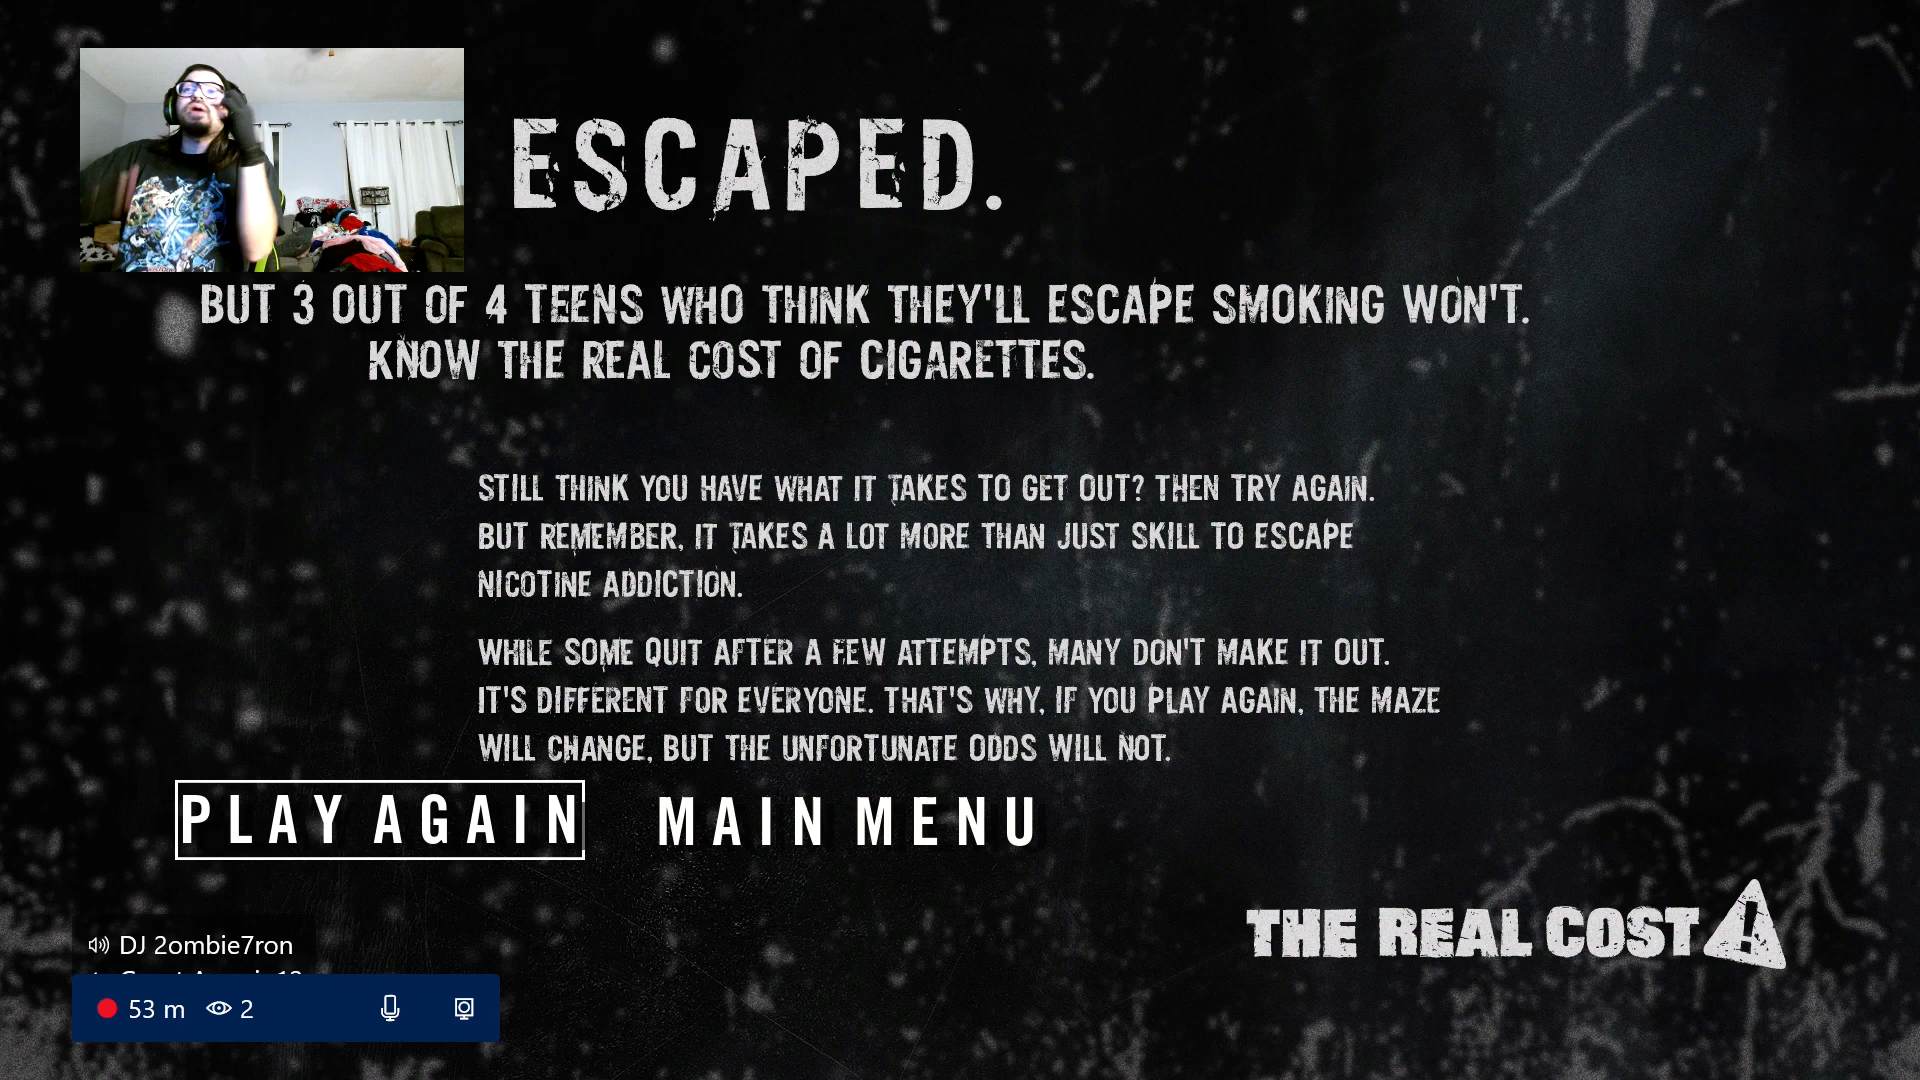 ESCAPED.
BUT 3 OUT OF 4 TEENS WHO THINK THEY'LL ESCAPE SMOKING WON'T.
KNOW THE REAL COST OF CIGARETTES.
STILL THINK YOU HAVE WHAT IT TAKES TO GET OUT? THEN TRY AGAIN.
BUT REMEMBER, IT TAKES A LOT MORE THAN JUST SKILL TO ESCAPE
NICOTINE ADDICTION.
WHILE SOME QUIT AFTER A FEW ATTEMPTS, MANY DON'T MAKE IT OUT.
IT'S DIFFERENT FOR EVERYONE. THAT'S WHY, IF YOU PLAY AGAIN, THE MAZE
WILL CHANGE, BUT THE UNFORTUNATE ODDS WILL NOT.
PLAY AGAIN MAIN MENU
THE REAL COST
DJ 2ombie7ron
53 m 2